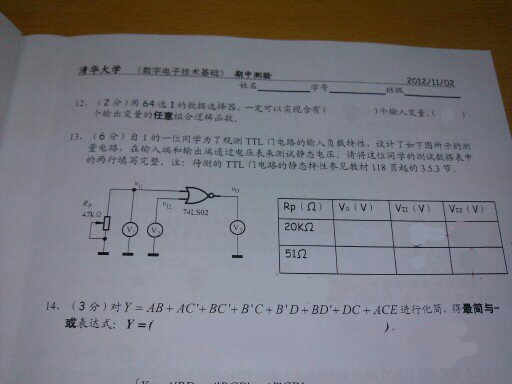 清华大学 《数字电子技术基础》 期中测验 2012/11/02
姓名 学号 班级
12、（2分）用64选1的数据选择器，一定可以实现含有（ ）个输入变量，（ ）
个输出变量的任意组合逻辑函数。
13、（6分）自1的一位同学为了观测TTL门电路的输入负载特性，设计了如下图所示的测
量电路。在输入端和输出端通过电压表来测试静态电压。请将这位同学的测试数据表中
的两行填写完整。注：待测的TTL门电路的静态特性参见教材118页起的3.5.3节。
vI1
vI2
vO
RP
47kΩ
V1
V2
74LS02
Rp (Ω) Vo (V) VI1 (V) VI2 (V)
20KΩ
51Ω
14、（3分）对Y = AB + AC' + BC' + B'C + B'D + BD' + DC + ACE 进行化简，得最简与-
或表达式：Y=( )。